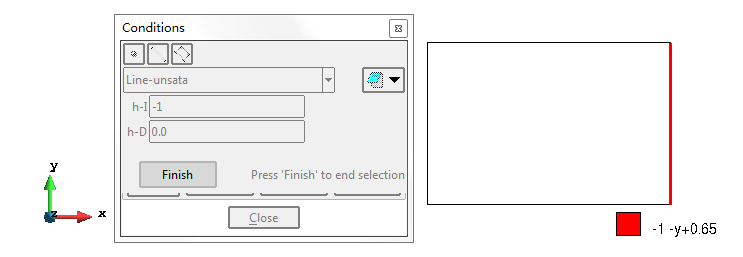 Conditions
Line-unsata
h-I -1
h-D 0.0
Finish Press 'Finish' to end selection
Close
y
z x
-1 -y+0.65